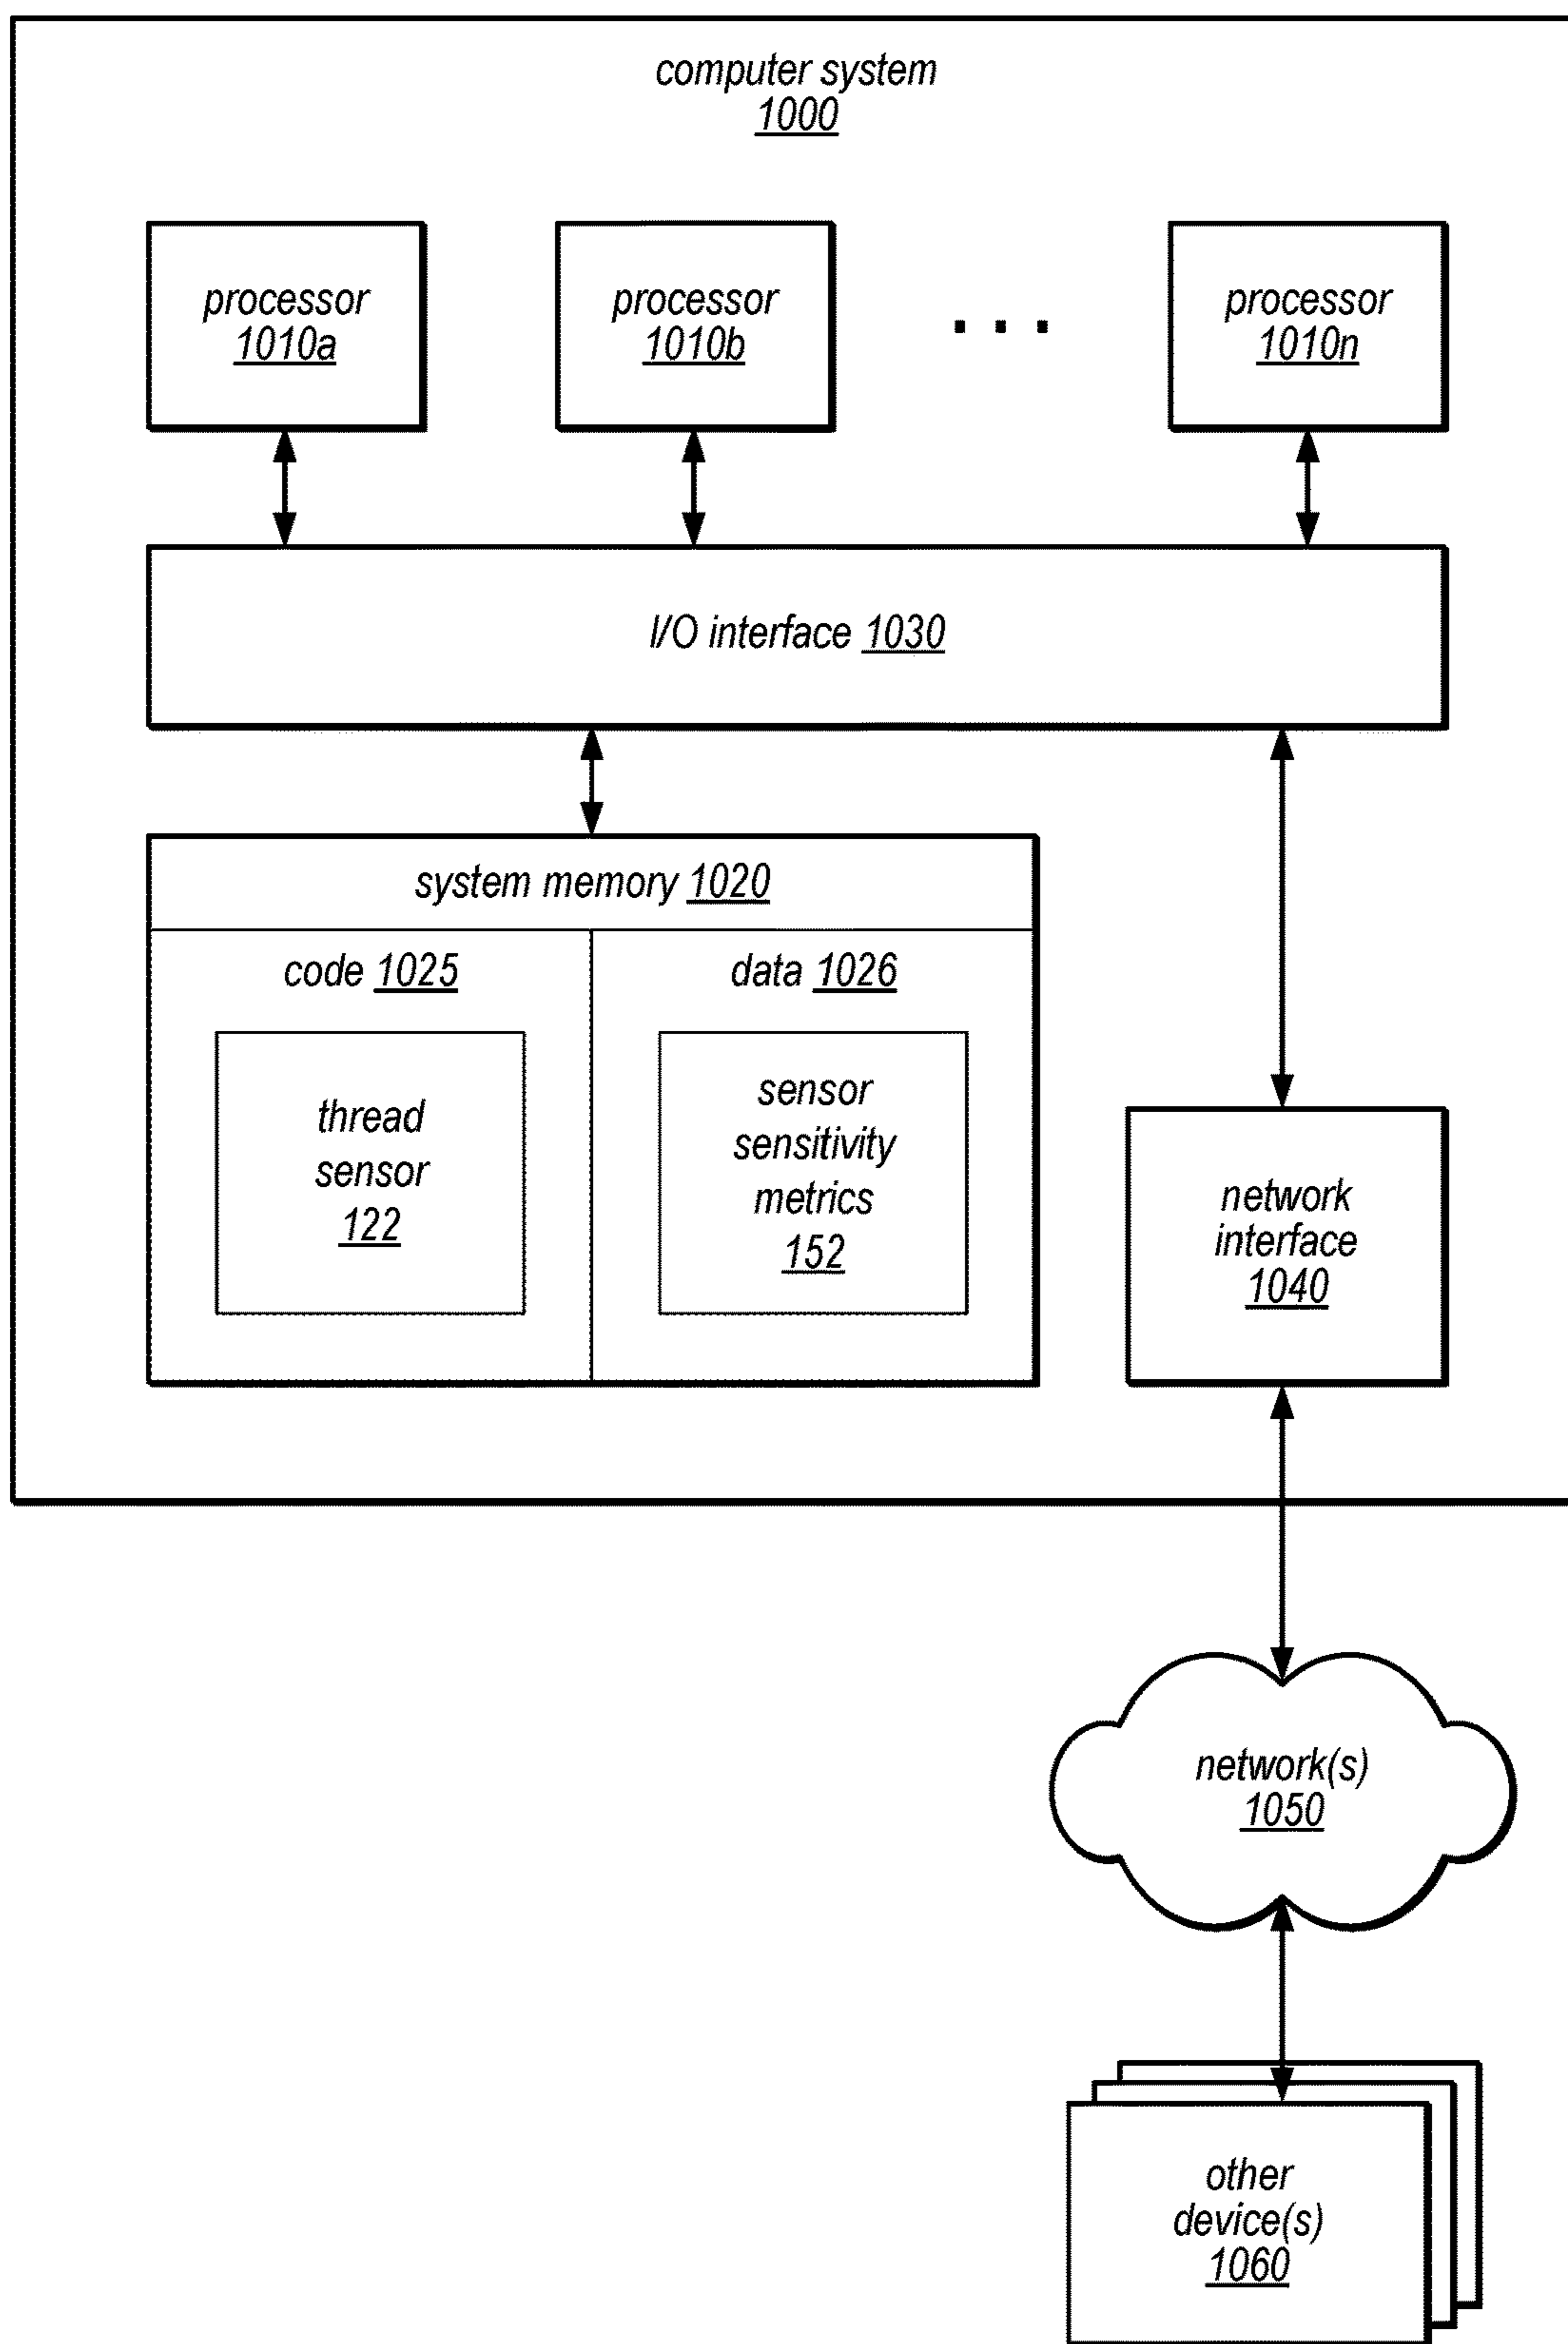 computer system
1000
processor
1010a
processor
1010b
. . .
processor
1010n
I/O interface 1030
system memory 1020
code 1025
data 1026
thread
sensor
122
sensor
sensitivity
metrics
152
network
interface
1040
network(s)
1050
other
device(s)
1060